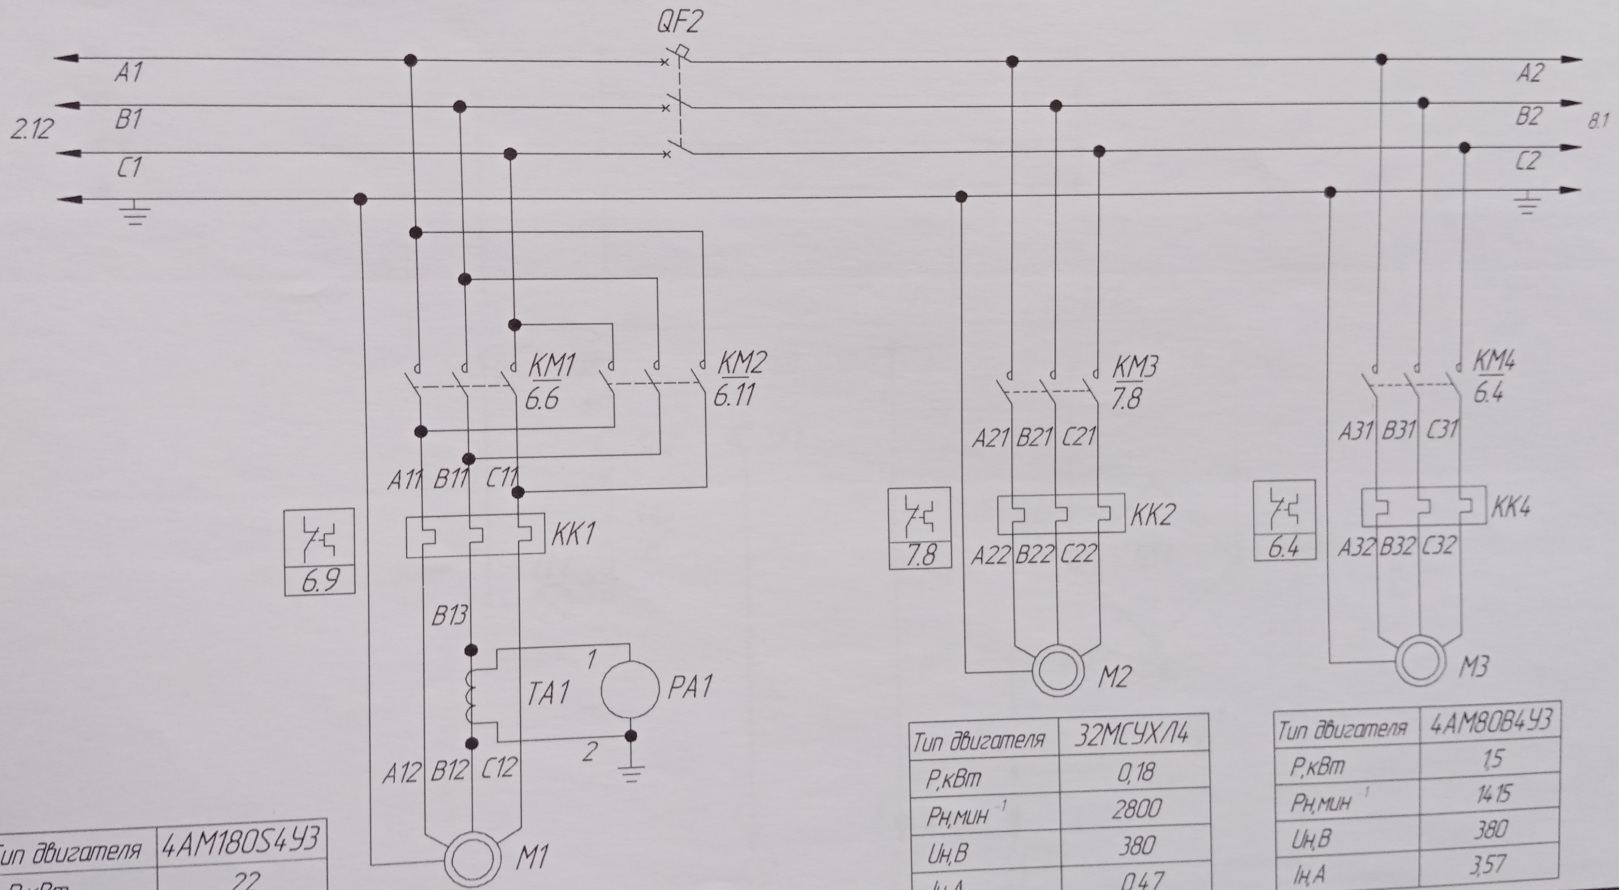 QF2
A1
A2
B1
B2
2.12
8.1
C1
C2
KM1
6.6
KM2
6.11
KM3
7.8
KM4
6.4
A11 B11 C11
A21 B21 C21
A31 B31 C31
KK1
KK2
KK4
6.9
7.8
6.4
A22 B22 C22
A32 B32 C32
B13
1
TA1
PA1
2
A12 B12 C12
M1
M2
M3
Тип двигателя 4АМ180S4У3
Р,кВт 22
Тип двигателя 32МСУХЛ4
Р,кВт 0,18
Рн,мин -1 2800
Uн,В 380
Iн,А 0,47
Тип двигателя 4АМ80В4У3
Р,кВт 1,5
Рн,мин -1 1415
Uн,В 380
Iн,А 3,57